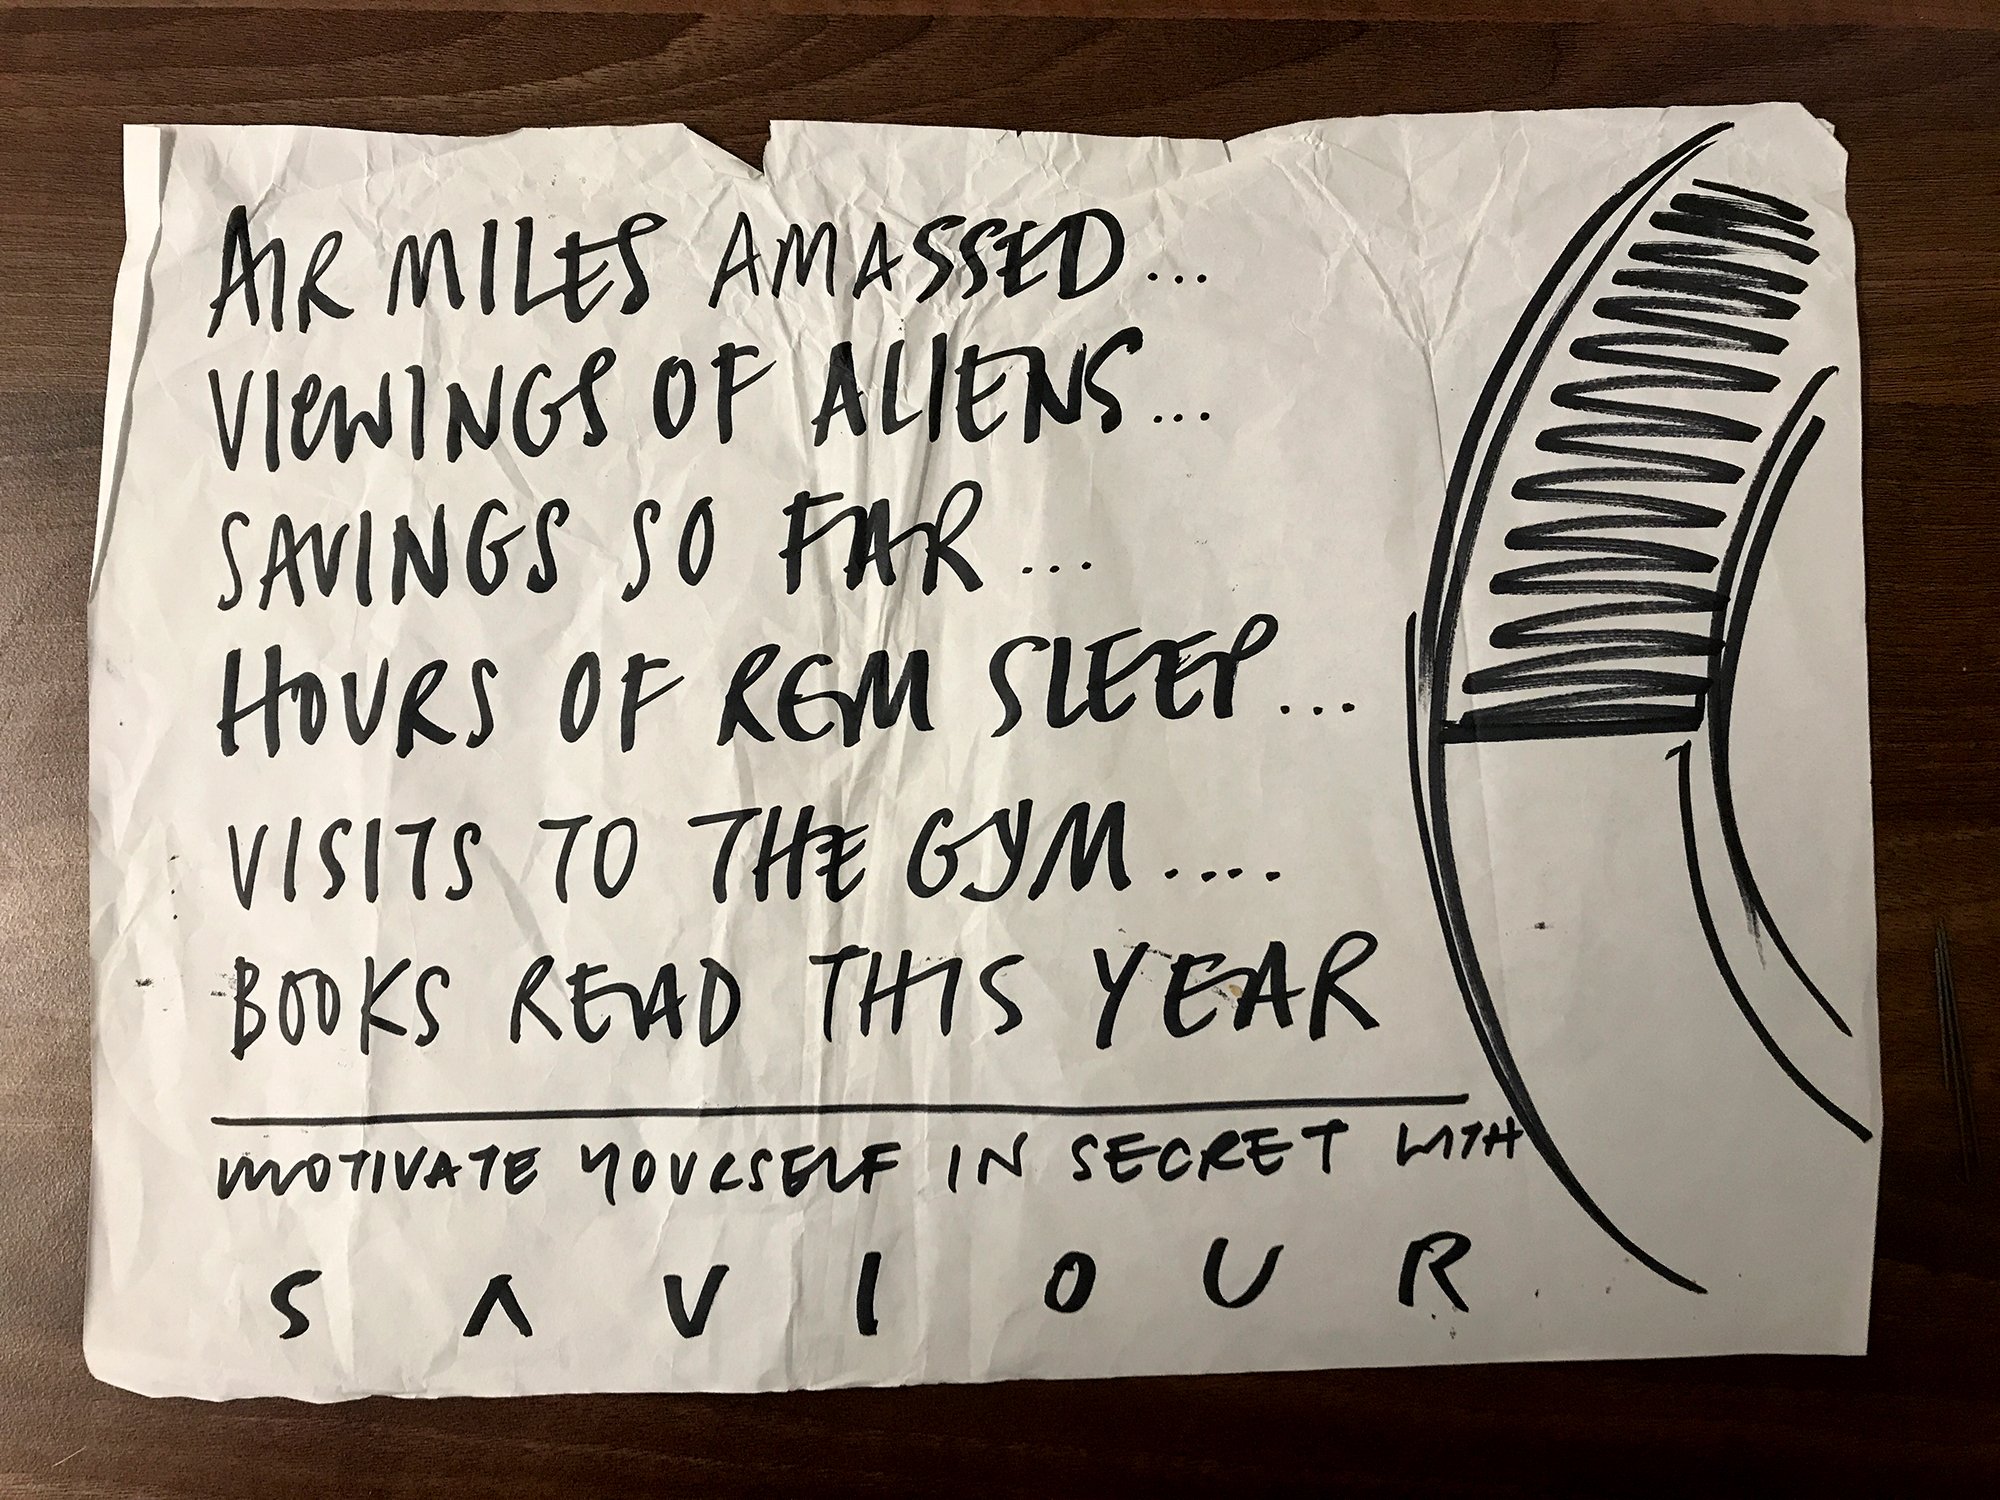 AIR MILES AMASSED...
VIEWINGS OF ALIENS...
SAVINGS SO FAR...
HOURS OF REM SLEEP...
VISITS TO THE GYM....
BOOKS READ THIS YEAR
MOTIVATE YOURSELF IN SECRET WITH
S A V I O U R